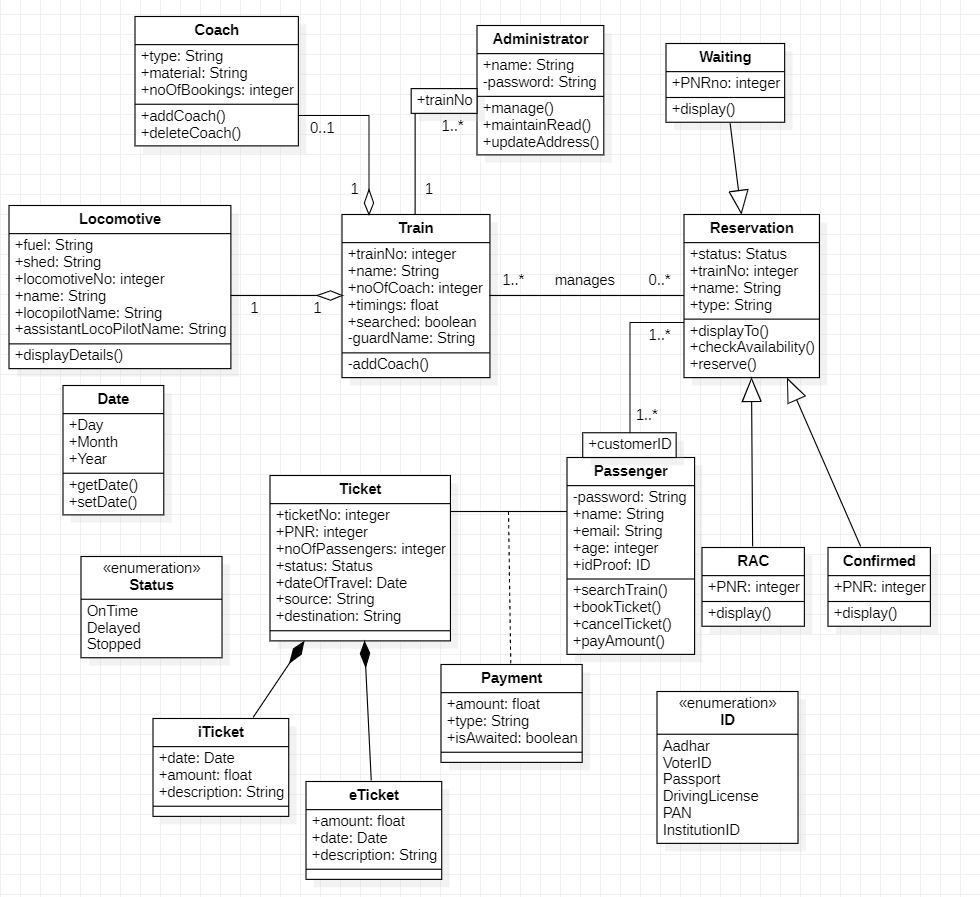 Coach
+type: String
+material: String
+noOfBookings: integer
+addCoach()
+deleteCoach()
0..1
1
Administrator
+name: String
-password: String
+manage()
+maintainRead()
+updateAddress()
+trainNo
1..*
1
Waiting
+PNRno: integer
+display()
Locomotive
+fuel: String
+shed: String
+locomotiveNo: integer
+name: String
+locopilotName: String
+assistantLocoPilotName: String
+displayDetails()
1
1
Train
+trainNo: integer
+name: String
+noOfCoach: integer
+timings: float
+searched: boolean
-guardName: String
-addCoach()
1..* manages 0..*
Reservation
+status: Status
+trainNo: integer
+name: String
+type: String
+displayTo()
+checkAvailability()
+reserve()
1..*
1..*
+customerID
Date
+Day
+Month
+Year
+getDate()
+setDate()
Ticket
+ticketNo: integer
+PNR: integer
+noOfPassengers: integer
+status: Status
+dateOfTravel: Date
+source: String
+destination: String
Passenger
-password: String
+name: String
+email: String
+age: integer
+idProof: ID
+searchTrain()
+bookTicket()
+cancelTicket()
+payAmount()
RAC
+PNR: integer
+display()
Confirmed
+PNR: integer
+display()
«enumeration»
Status
OnTime
Delayed
Stopped
Payment
+amount: float
+type: String
+isAwaited: boolean
«enumeration»
ID
Aadhar
VoterID
Passport
DrivingLicense
PAN
InstitutionID
iTicket
+date: Date
+amount: float
+description: String
eTicket
+amount: float
+date: Date
+description: String